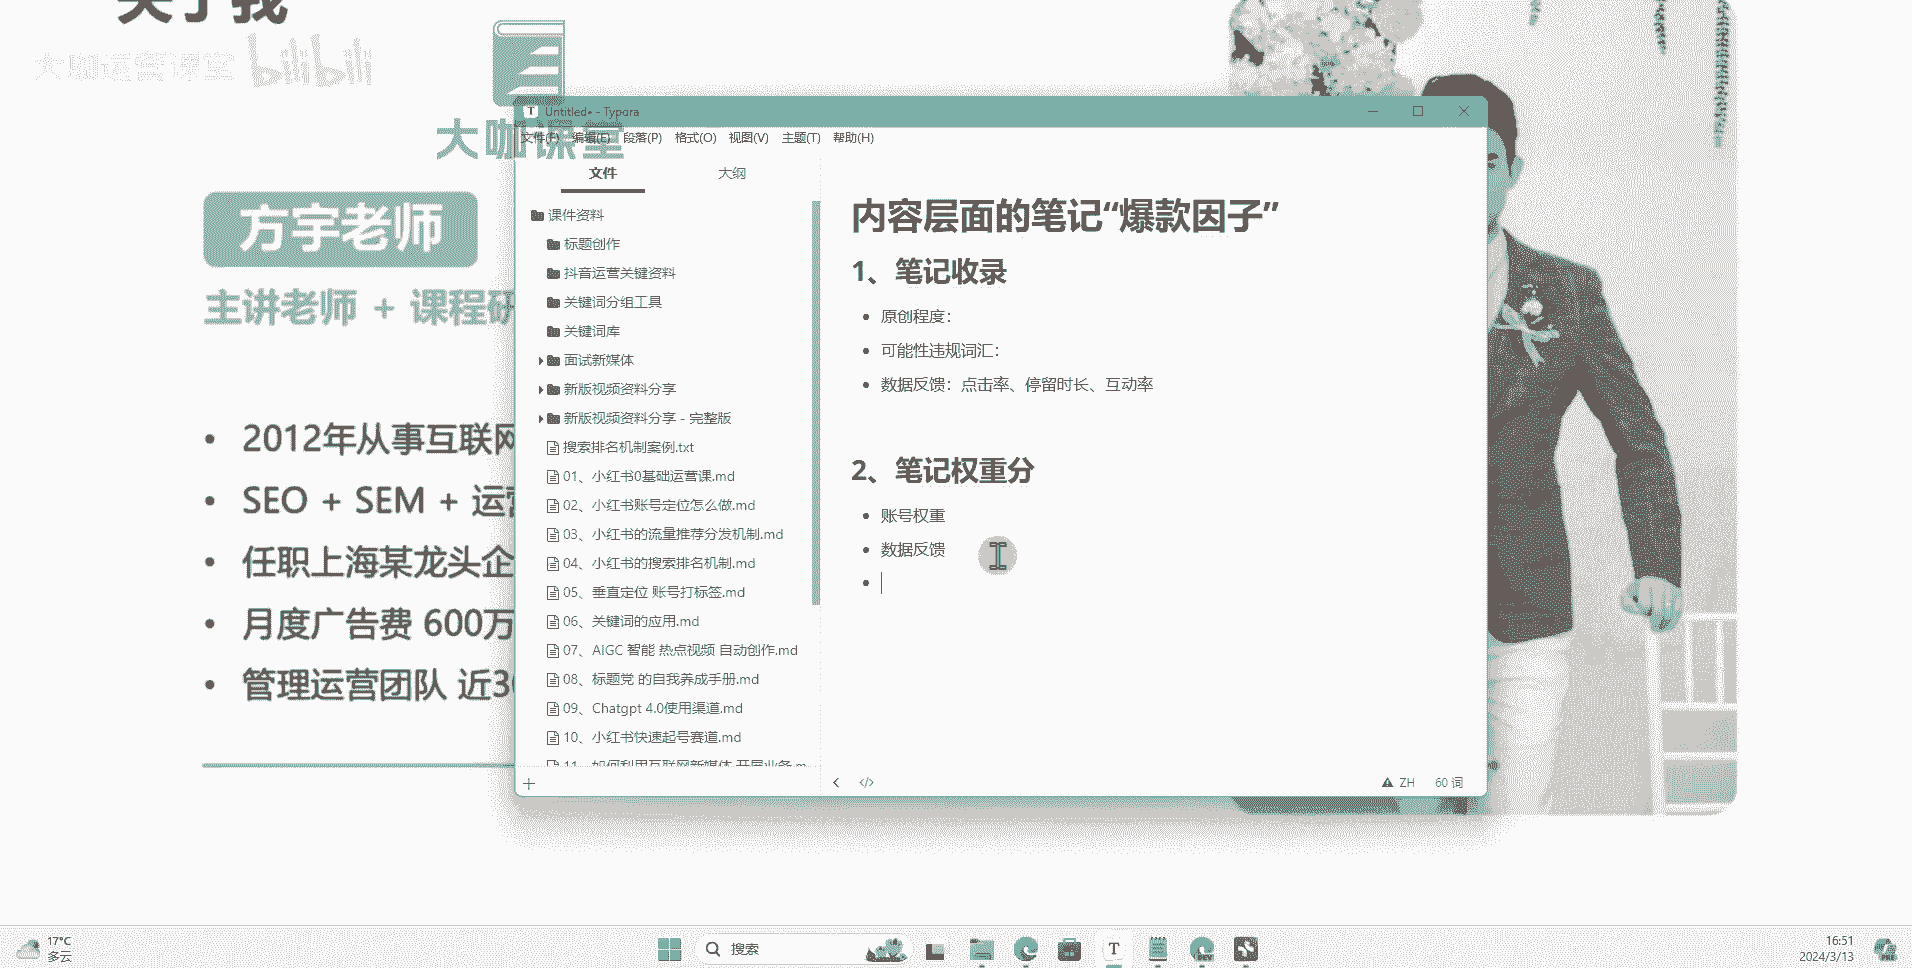 关于我
大咖运营课堂 bilibili
大咖课堂
方宇老师
主讲老师 + 课程研
• 2012年从事互联网
• SEO + SEM + 运营
• 任职上海某龙头企
• 月度广告费 600万
• 管理运营团队 近30
Untitled• - Typora
文件(F) 编辑(E) 段落(P) 格式(O) 视图(V) 主题(T) 帮助(H)
文件 大纲
课件资料
标题创作
抖音运营关键资料
关键词分组工具
关键词库
面试新媒体
新版视频资料分享
新版视频资料分享 - 完整版
搜索排名机制案例.txt
01、小红书0基础运营课.md
02、小红书账号定位怎么做.md
03、小红书的流量推荐分发机制.md
04、小红书的搜索排名机制.md
05、垂直定位 账号打标签.md
06、关键词的应用.md
07、AIGC 智能 热点视频 自动创作.md
08、标题党 的自我养成手册.md
09、Chatgpt 4.0使用渠道.md
10、小红书快速起号赛道.md
11、如何利用互联网新媒体 开展业务.m
内容层面的笔记“爆款因子”
1、笔记收录
• 原创程度：
• 可能性违规词汇：
• 数据反馈：点击率、停留时长、互动率
2、笔记权重分
• 账号权重
• 数据反馈
ZH 60 词
17°C
多云
搜索
16:51
2024/3/13